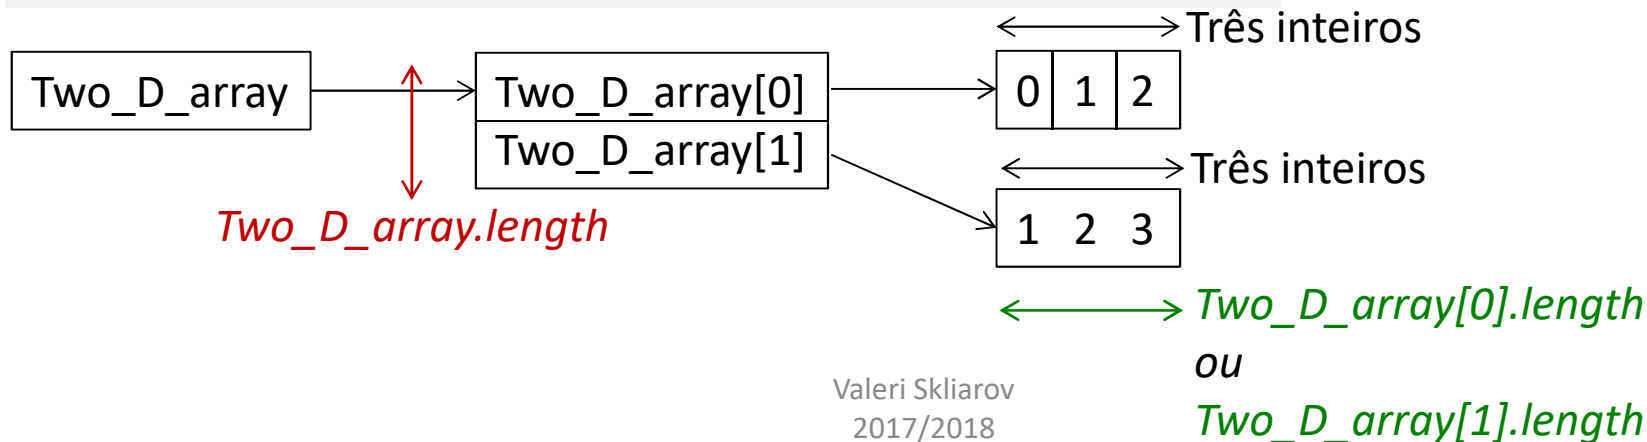 Três inteiros
Two_D_array
Two_D_array[0]
0 1 2
Two_D_array[1]
Três inteiros
Two_D_array.length
1 2 3
Two_D_array[0].length
ou
Valeri Skliarov
2017/2018
Two_D_array[1].length